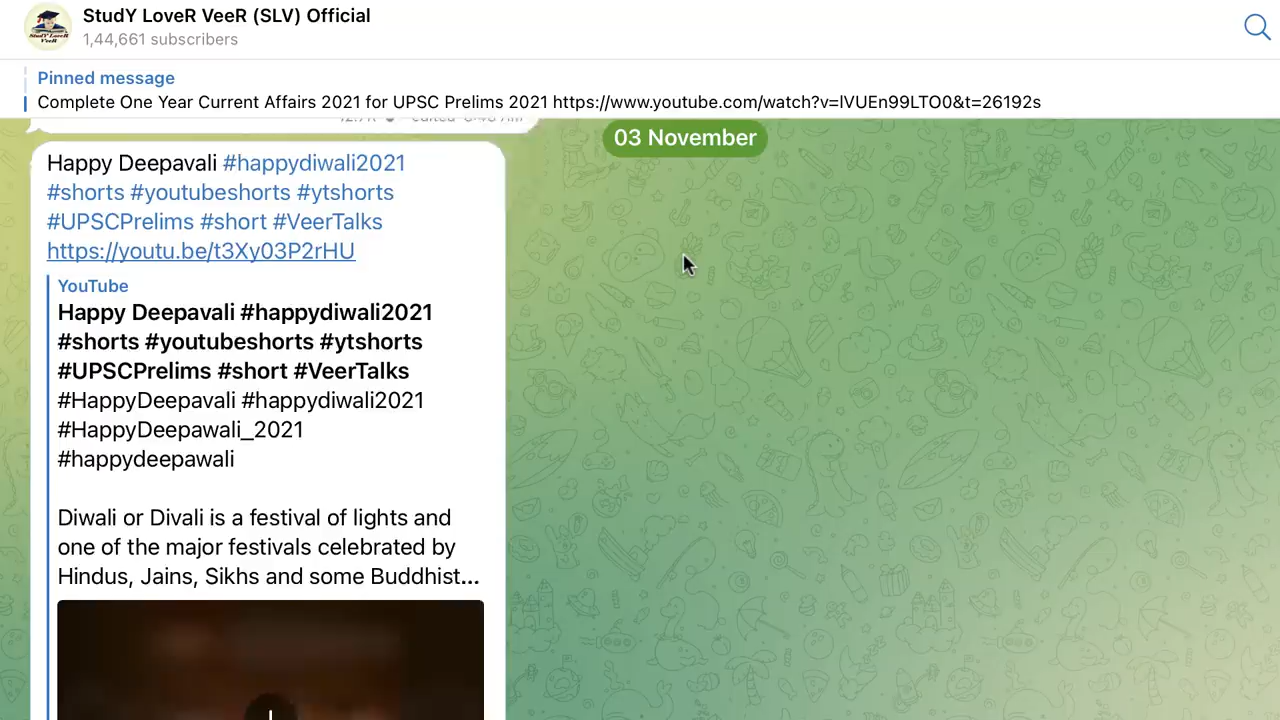 StudY LoveR VeeR (SLV) Official
1,44,661 subscribers
Pinned message
Complete One Year Current Affairs 2021 for UPSC Prelims 2021 https://www.youtube.com/watch?v=lVUEn99LTO0&t=26192s
03 November
Happy Deepavali #happydiwali2021
#shorts #youtubeshorts #ytshorts
#UPSCPrelims #short #VeerTalks
https://youtu.be/t3Xy03P2rHU
YouTube
Happy Deepavali #happydiwali2021
#shorts #youtubeshorts #ytshorts
#UPSCPrelims #short #VeerTalks
#HappyDeepavali #happydiwali2021
#HappyDeepawali_2021
#happydeepawali
Diwali or Divali is a festival of lights and
one of the major festivals celebrated by
Hindus, Jains, Sikhs and some Buddhist...